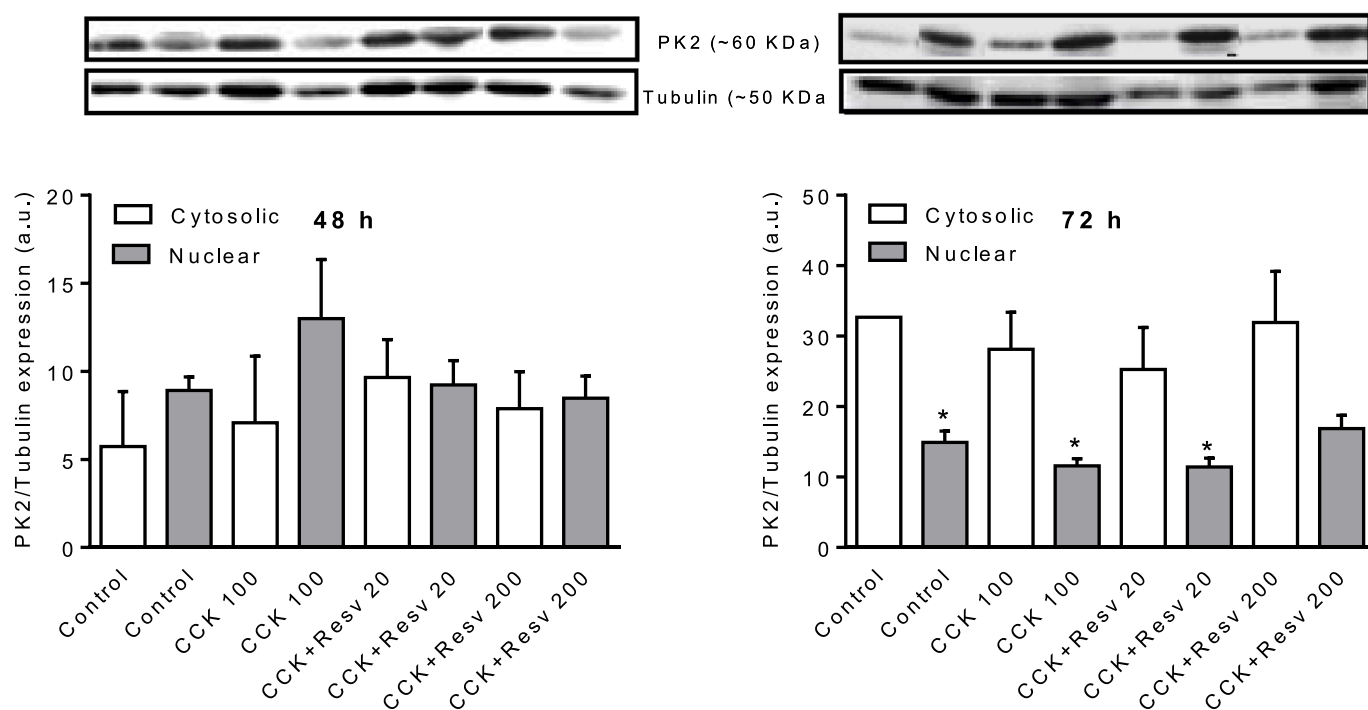 PK2 (~60 KDa)
Tubulin (~50 KDa
PK2/Tubulin expression (a.u.)
20
15
10
5
0
Cytosolic
Nuclear
48 h
Control
Control
CCK 100
CCK 100
CCK+Resv 20
CCK+Resv 20
CCK+Resv 200
CCK+Resv 200
PK2/Tubulin expression (a.u.)
50
40
30
20
10
0
Cytosolic
Nuclear
72 h
*
*
*
Control
Control
CCK 100
CCK 100
CCK+Resv 20
CCK+Resv 20
CCK+Resv 200
CCK+Resv 200